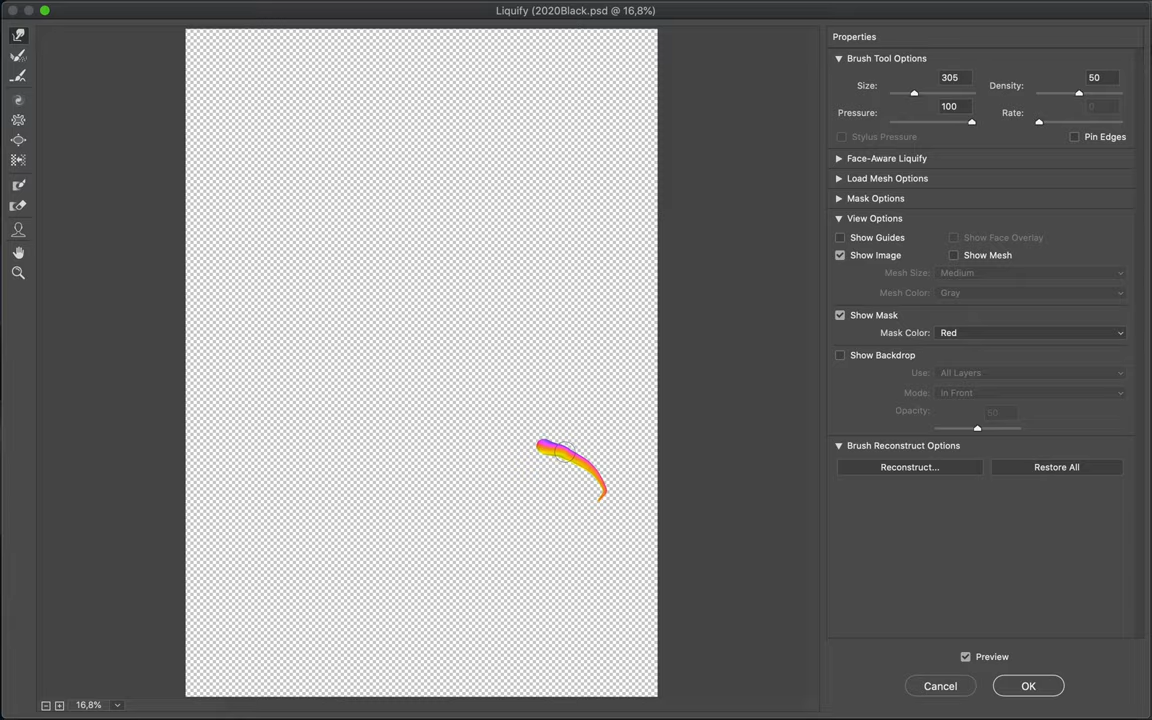 Liquify (2020Black.psd @ 16,8%)
Properties
Brush Tool Options
Size: 305 Density: 50
Pressure: 100 Rate: 0
Stylus Pressure Pin Edges
Face-Aware Liquify
Load Mesh Options
Mask Options
View Options
Show Guides Show Face Overlay
Show Image Show Mesh
Mesh Size: Medium
Mesh Color: Gray
Show Mask
Mask Color: Red
Show Backdrop
Use: All Layers
Mode: In Front
Opacity: 50
Brush Reconstruct Options
Reconstruct... Restore All
Preview
Cancel OK
16,8%